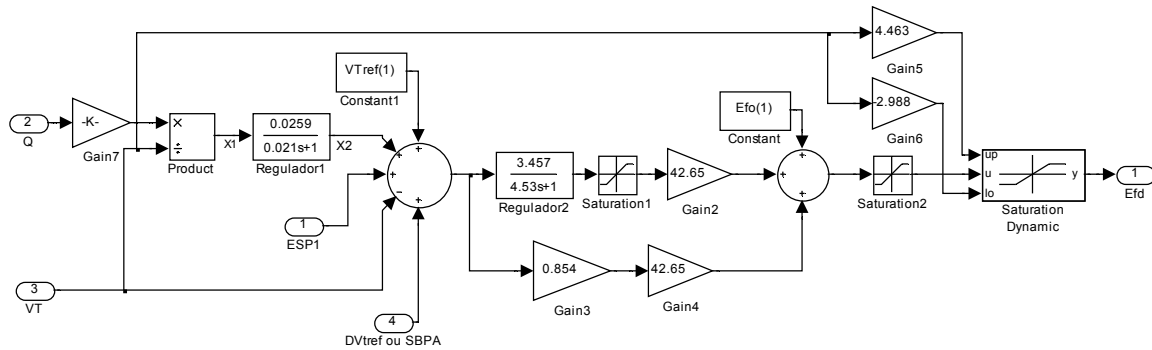 4.463
Gain5
VTref(1)
Constant1
-2.988
Gain6
Efo(1)
Constant
2
Q
-K-
Gain7
×
÷
Product
X1
0.0259
0.021s+1
Regulador1
X2
+
+
+
−
+
3.457
4.53s+1
Regulador2
Saturation1
42.65
Gain2
+
+
+
Saturation2
up
u
lo
y
Saturation
Dynamic
1
Efd
1
ESP1
0.854
Gain3
42.65
Gain4
3
VT
4
DVtref ou SBPA